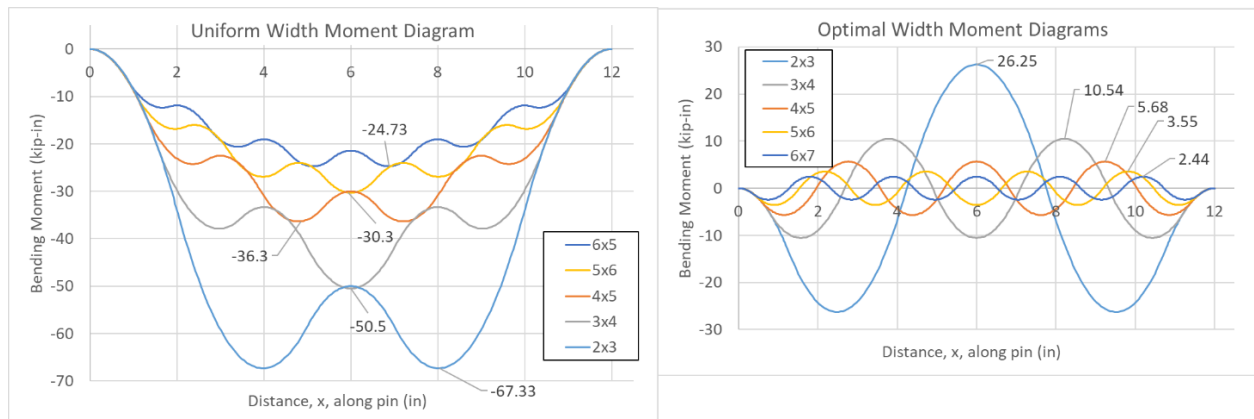 Uniform Width Moment Diagram
0
-10
-20
-30
-40
-50
-60
-70
0
2
4
6
8
10
12
Bending Moment (kip-in)
Distance, x, along pin (in)
-24.73
-36.3
-30.3
-50.5
-67.33
6x5
5x6
4x5
3x4
2x3
Optimal Width Moment Diagrams
30
20
10
0
-10
-20
-30
0
2
4
6
8
10
12
Bending Moment (kip-in)
Distance, x, along pin (in)
2x3
3x4
4x5
5x6
6x7
26.25
10.54
5.68
3.55
2.44